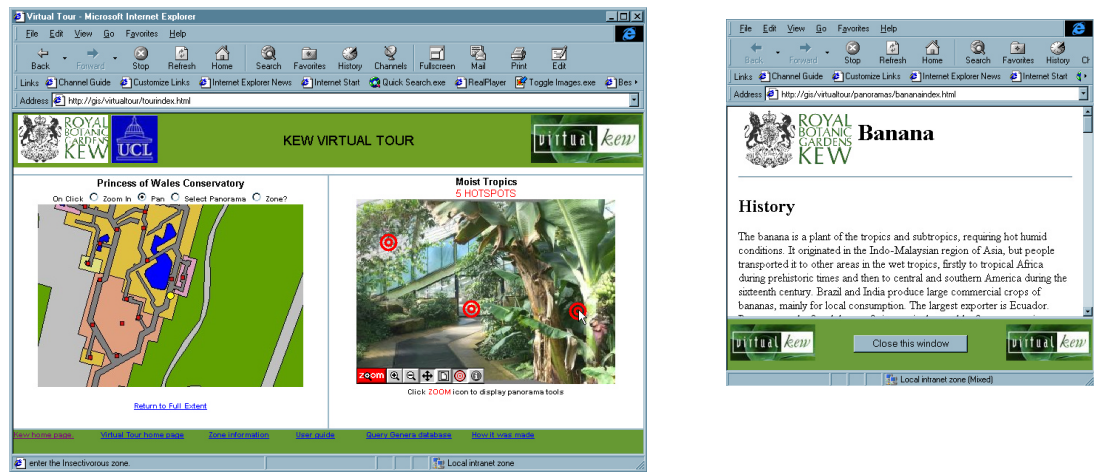 Virtual Tour - Microsoft Internet Explorer
File Edit View Go Favorites Help
Back Forward Stop Refresh Home Search Favorites History Channels Fullscreen Mail Print Edit
Links Channel Guide Customize Links Internet Explorer News Internet Start Quick Search.exe RealPlayer Toggle Images.exe Bes
Address http://gis/virtualtour/tourindex.html
ROYAL
BOTANIC
GARDENS
KEW
UCL
KEW VIRTUAL TOUR
virtual kew
Princess of Wales Conservatory
On Click Zoom In Pan Select Panorama Zone?
Return to Full Extent
Moist Tropics
5 HOTSPOTS
zoom
Click ZOOM icon to display panorama tools
Kew home page. Virtual Tour home page Zone information User guide Query Genera database How it was made
enter the Insectivorous zone. Local intranet zone
File Edit View Go Favorites Help
Back Forward Stop Refresh Home Search Favorites History Ch
Links Channel Guide Customize Links Internet Explorer News Internet Start
Address http://gis/virtualtour/panoramas/bananaindex.html
ROYAL
BOTANIC
GARDENS
KEW
Banana
History
The banana is a plant of the tropics and subtropics, requiring hot humid
conditions. It originated in the Indo-Malaysian region of Asia, but people
transported it to other areas in the wet tropics, firstly to tropical Africa
during prehistoric times and then to central and southern America during the
sixteenth century. Brazil and India produce large commercial crops of
bananas, mainly for local consumption. The largest exporter is Ecuador.
virtual kew
Close this window
virtual kew
Local intranet zone (Mixed)